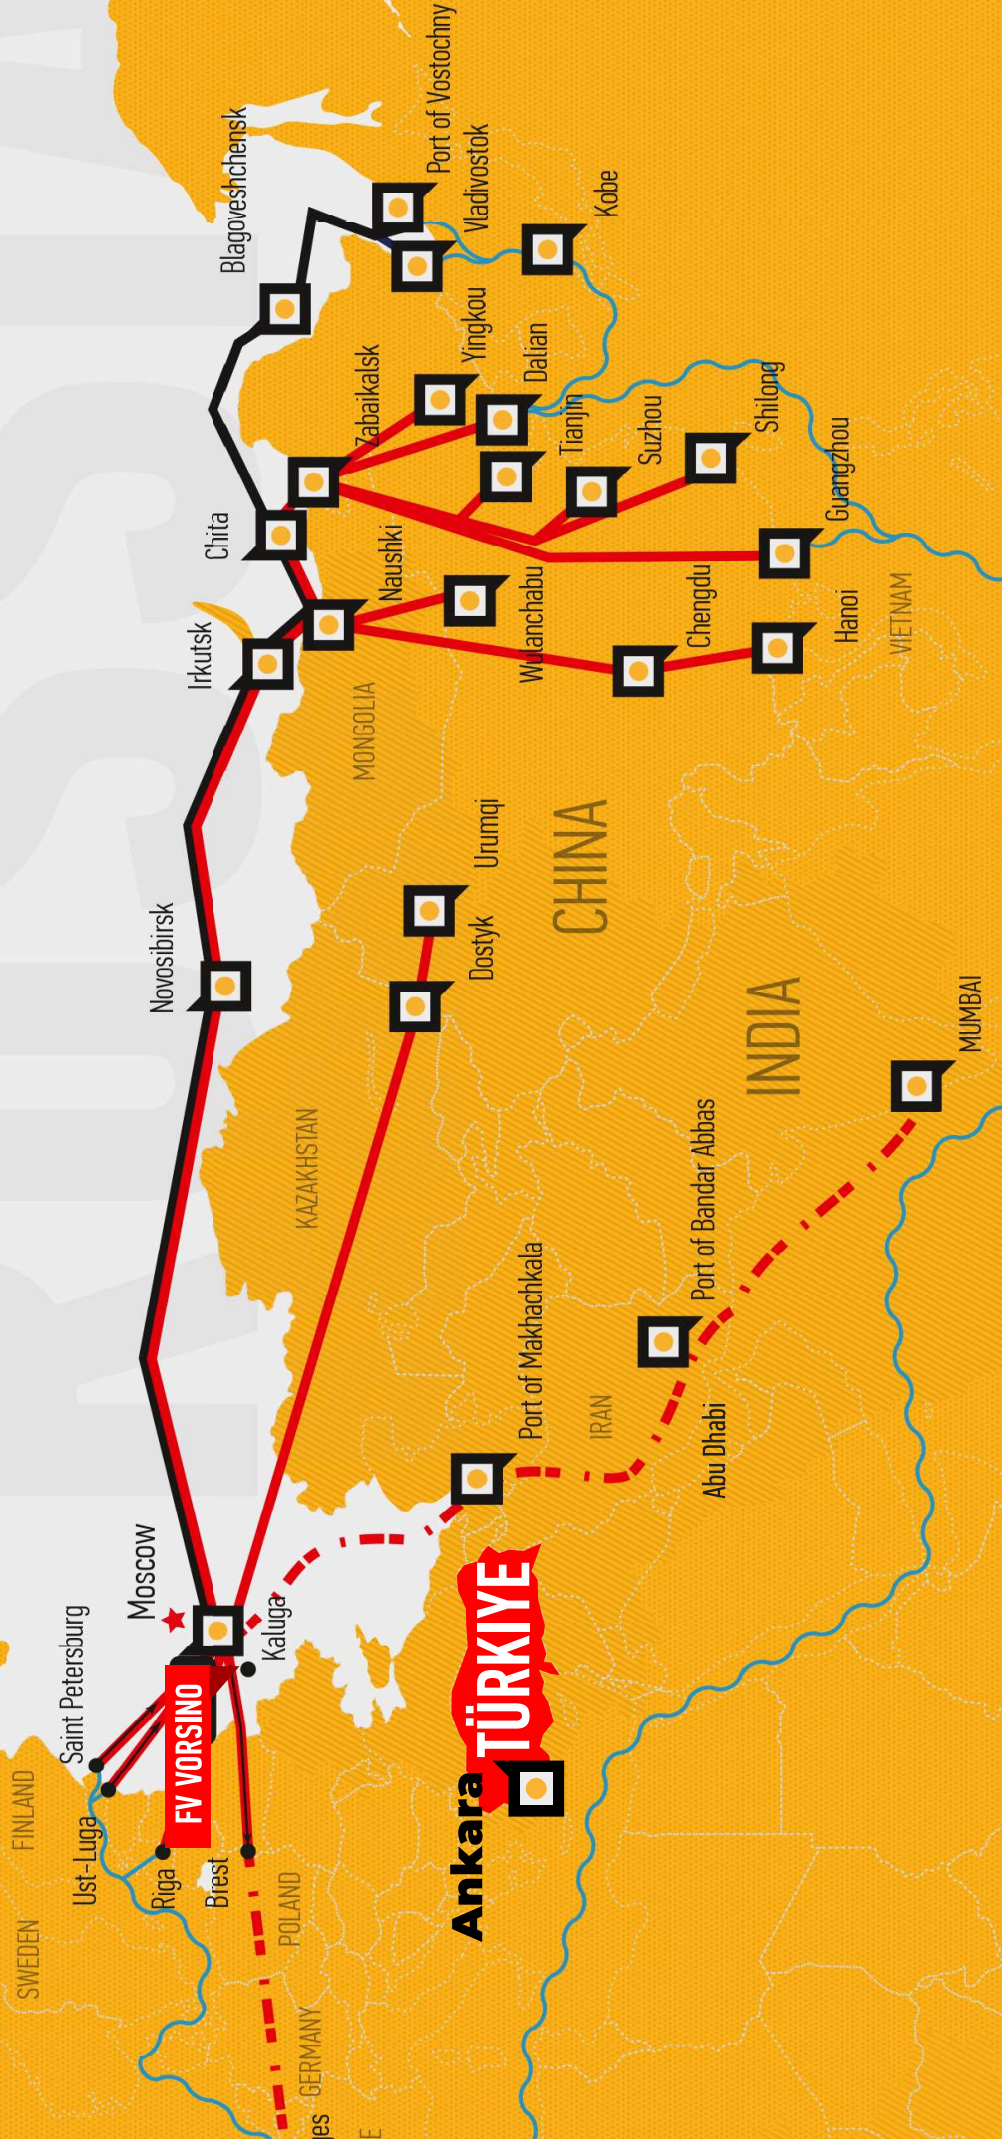 SWEDEN
FINLAND
Saint Petersburg
Ust-Luga
Riga
Brest
POLAND
GERMANY
ges
E
FV VORSINO
Moscow
Kaluga
Ankara
TÜRKIYE
Novosibirsk
Irkutsk
Chita
Blagoveshchensk
KAZAKHSTAN
MONGOLIA
Naushki
Zabaikalsk
Port of Vostochny
Vladivostok
Kobe
Yingkou
Dalian
Tianjin
Suzhou
Shilong
Guangzhou
Wulanchabu
Chengdu
Hanoi
VIETNAM
Urumqi
Dostyk
CHINA
INDIA
MUMBAI
Port of Makhachkala
IRAN
Port of Bandar Abbas
Abu Dhabi